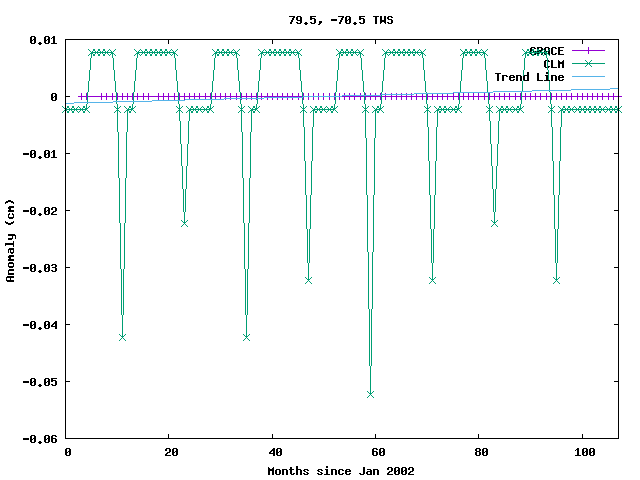 79.5, -70.5 TWS
0.01
0
-0.01
-0.02
-0.03
-0.04
-0.05
-0.06
Anomaly (cm)
GRACE
CLM
Trend Line
0 20 40 60 80 100
Months since Jan 2002